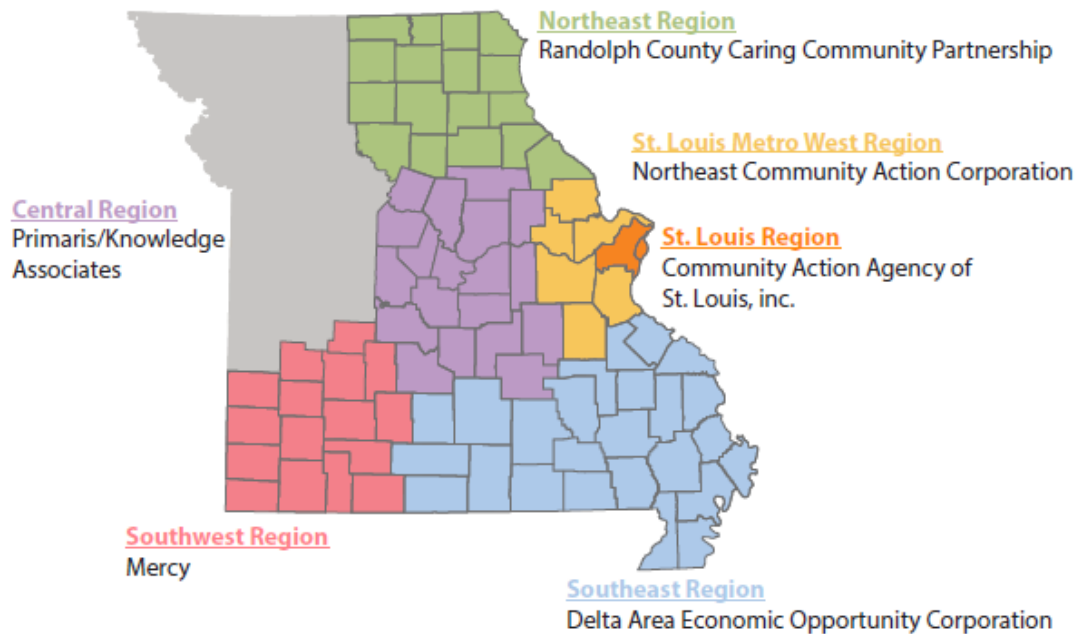 Northeast Region
Randolph County Caring Community Partnership
St. Louis Metro West Region
Northeast Community Action Corporation
Central Region
Primaris/Knowledge
Associates
St. Louis Region
Community Action Agency of
St. Louis, inc.
Southwest Region
Mercy
Southeast Region
Delta Area Economic Opportunity Corporation